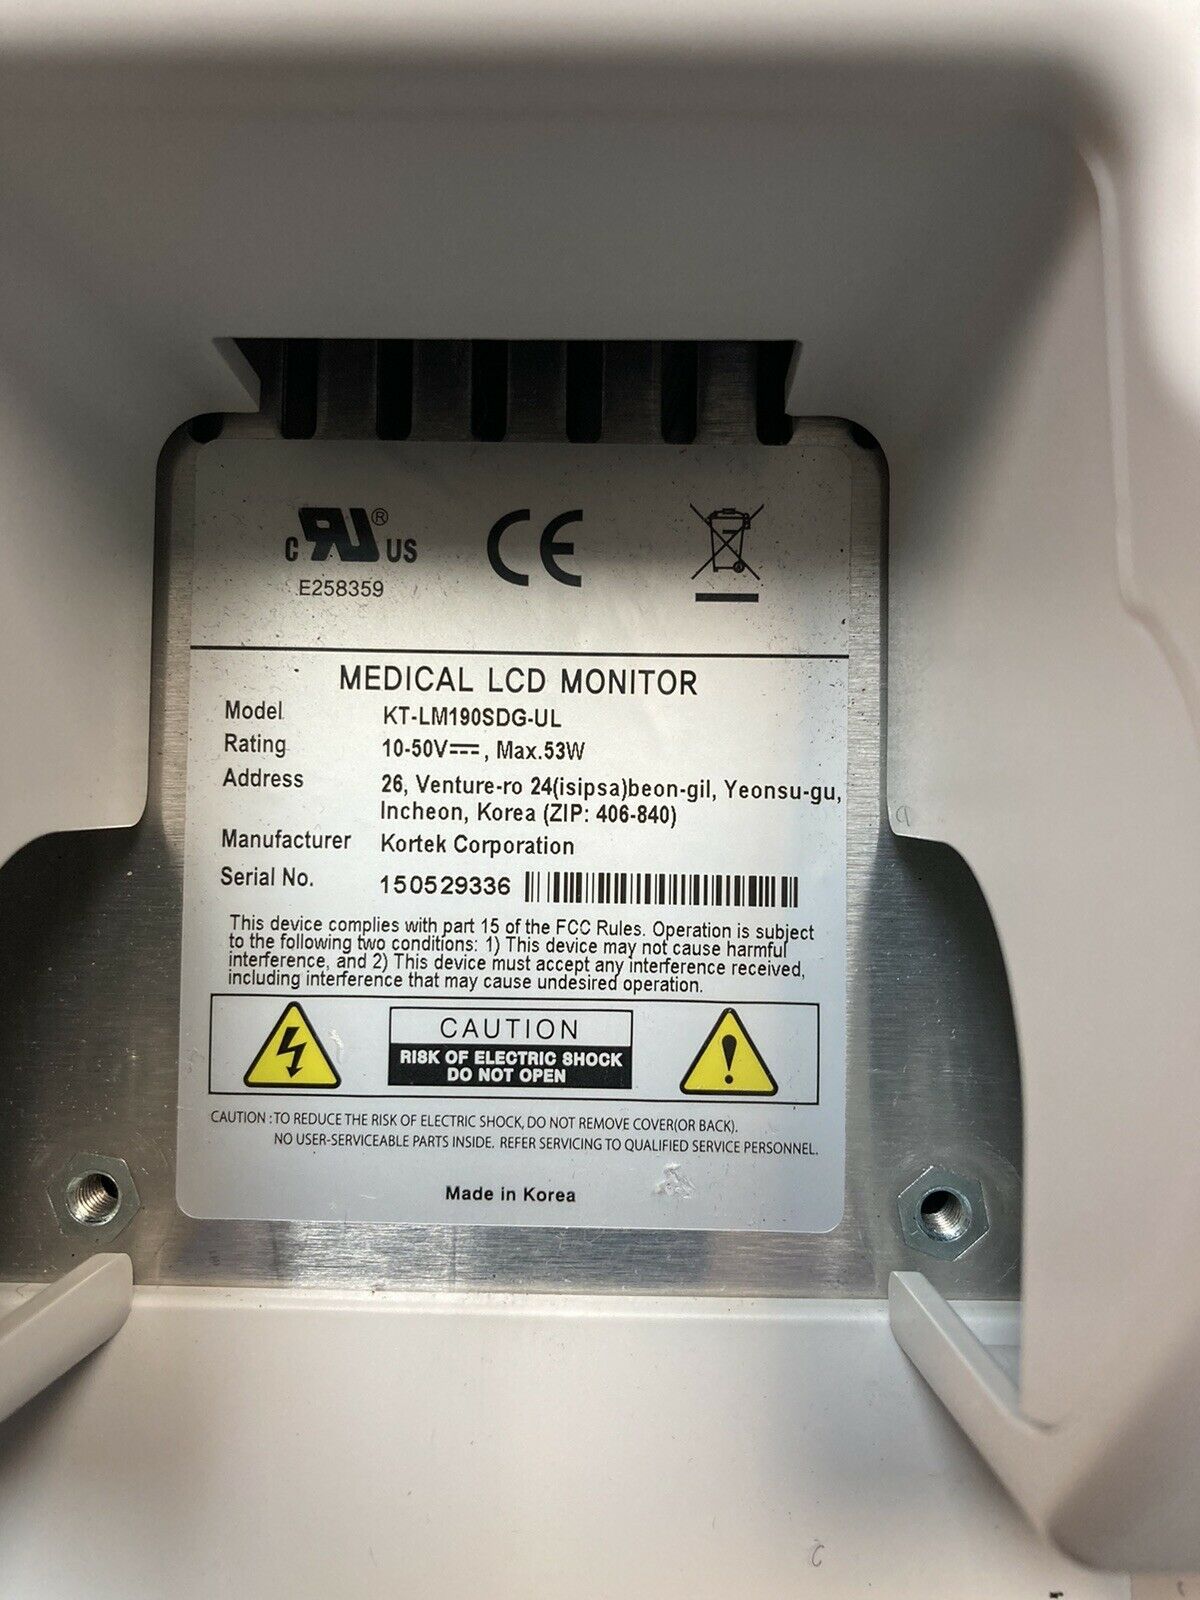 c RU® US
CE
E258359
MEDICAL LCD MONITOR
Model KT-LM190SDG-UL
Rating 10-50V⎓, Max.53W
Address 26, Venture-ro 24(isipsa)beon-gil, Yeonsu-gu,
Incheon, Korea (ZIP: 406-840)
Manufacturer Kortek Corporation
Serial No. 150529336
This device complies with part 15 of the FCC Rules. Operation is subject
to the following two conditions: 1) This device may not cause harmful
interference, and 2) This device must accept any interference received,
including interference that may cause undesired operation.
CAUTION
RISK OF ELECTRIC SHOCK
DO NOT OPEN
CAUTION : TO REDUCE THE RISK OF ELECTRIC SHOCK, DO NOT REMOVE COVER(OR BACK).
NO USER-SERVICEABLE PARTS INSIDE. REFER SERVICING TO QUALIFIED SERVICE PERSONNEL.
Made in Korea